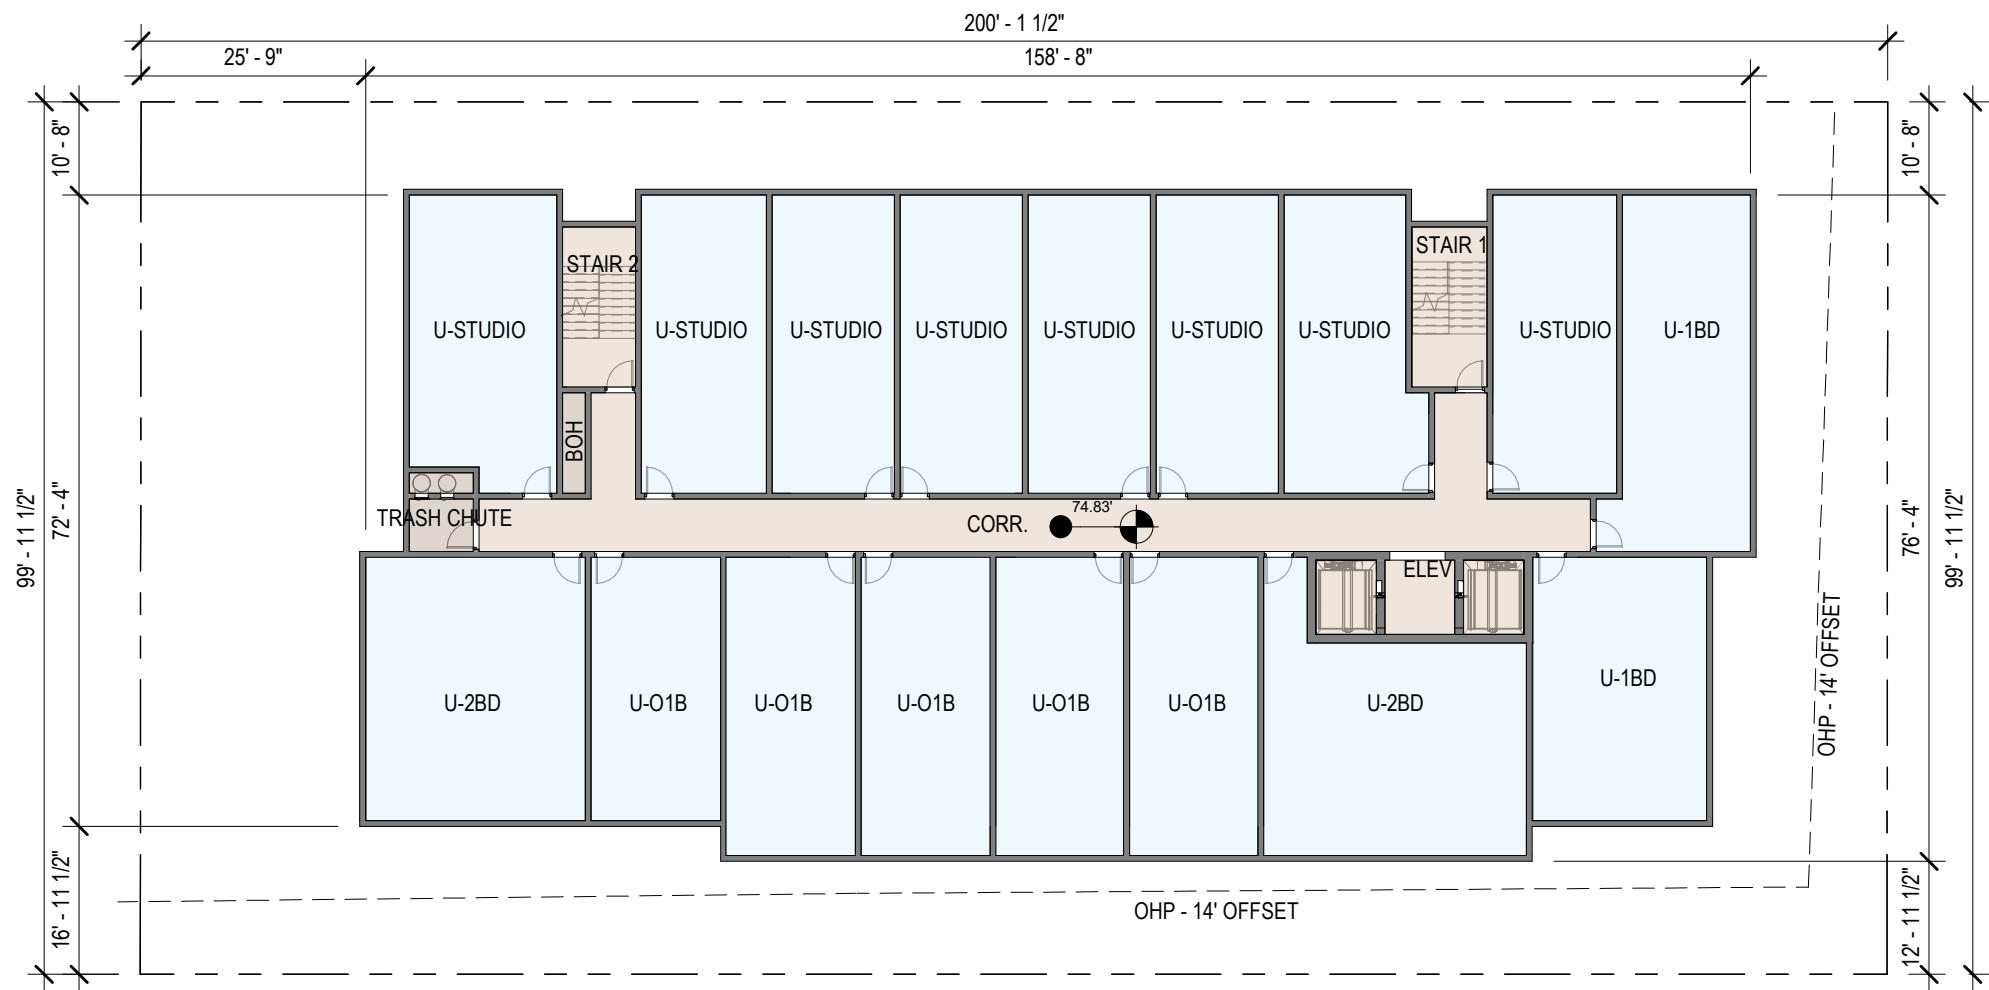 200' - 1 1/2"
25' - 9"
158' - 8"
10' - 8"
10' - 8"
STAIR 2
STAIR 1
U-STUDIO
U-STUDIO
U-STUDIO
U-STUDIO
U-STUDIO
U-STUDIO
U-STUDIO
U-STUDIO
U-1BD
BOH
99' - 11 1/2"
72' - 4"
TRASH CHUTE
CORR.
74.83'
76' - 4"
99' - 11 1/2"
ELEV
U-2BD
U-O1B
U-O1B
U-O1B
U-O1B
U-O1B
U-2BD
U-1BD
OHP - 14' OFFSET
16' - 11 1/2"
OHP - 14' OFFSET
12' - 11 1/2"